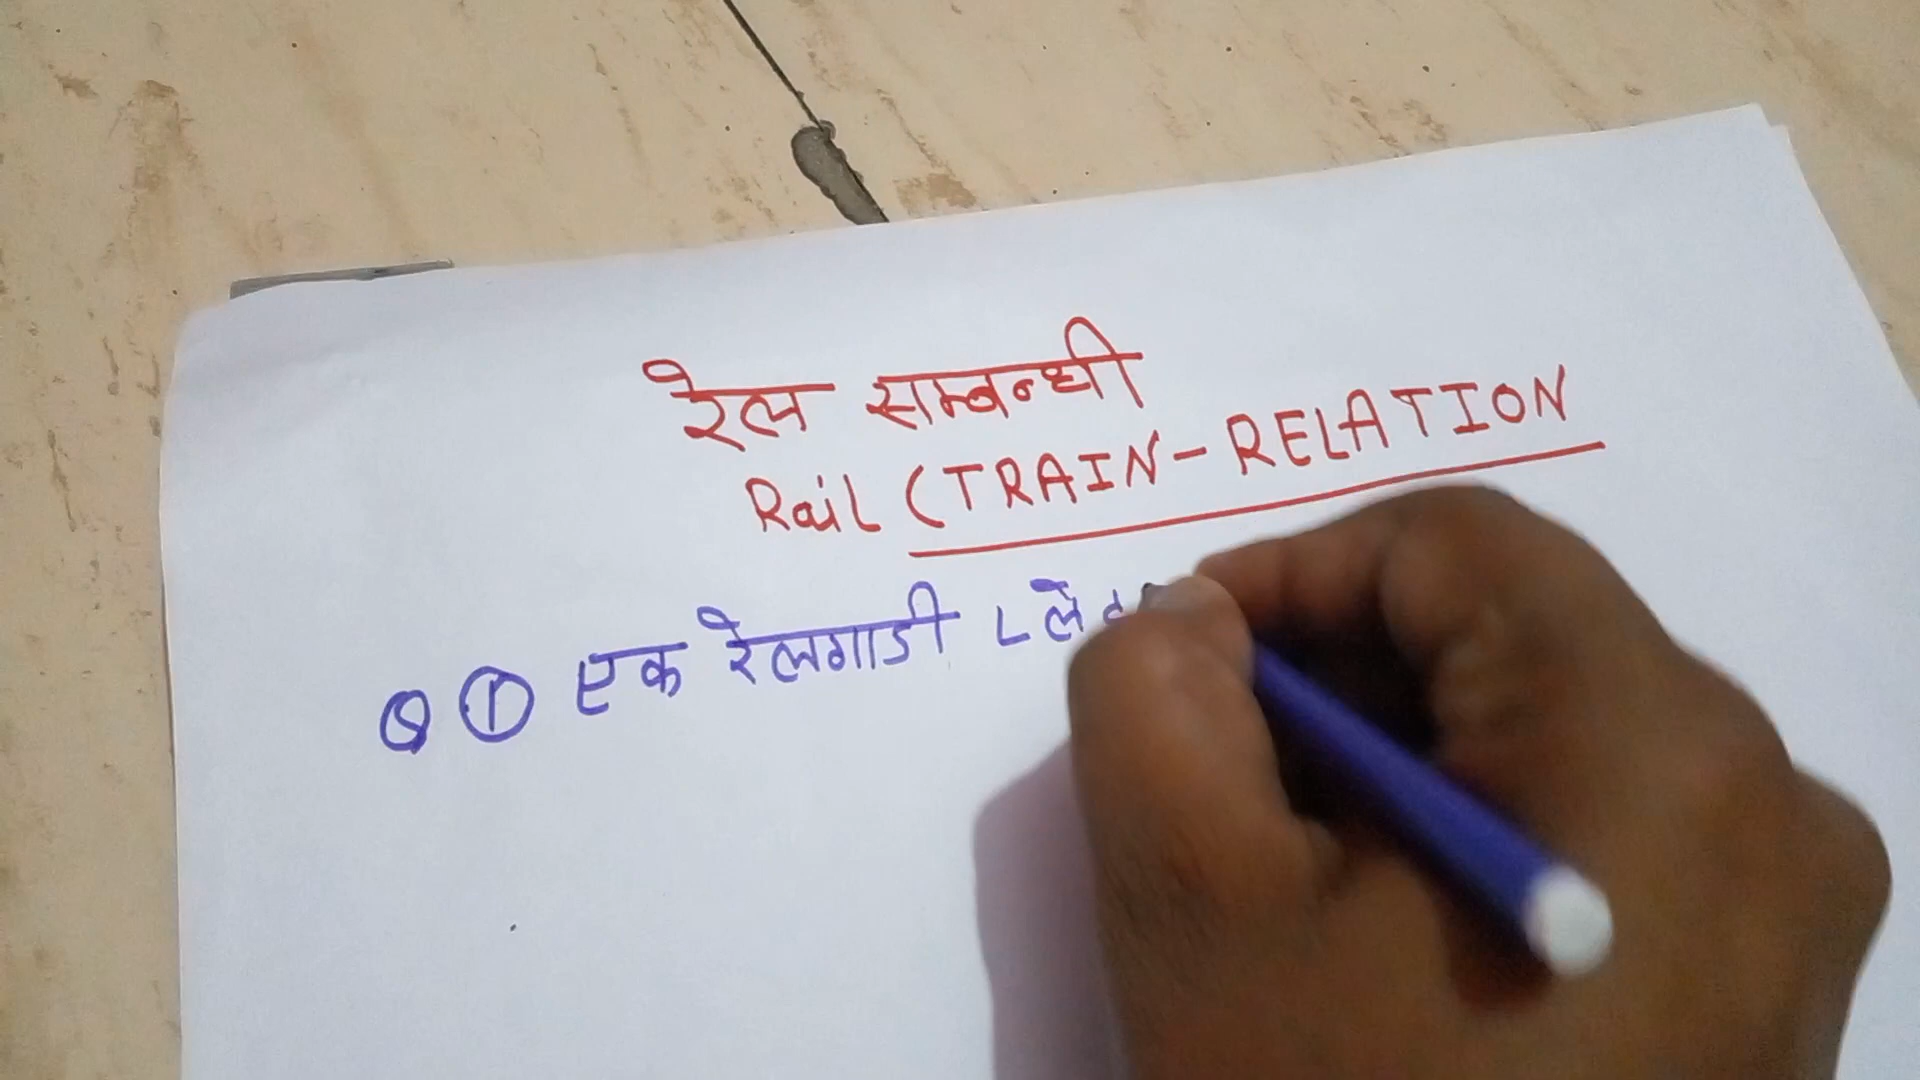 रेल सम्बन्धी
Rail (TRAIN-RELATION
Q ① एक रेलगाडी